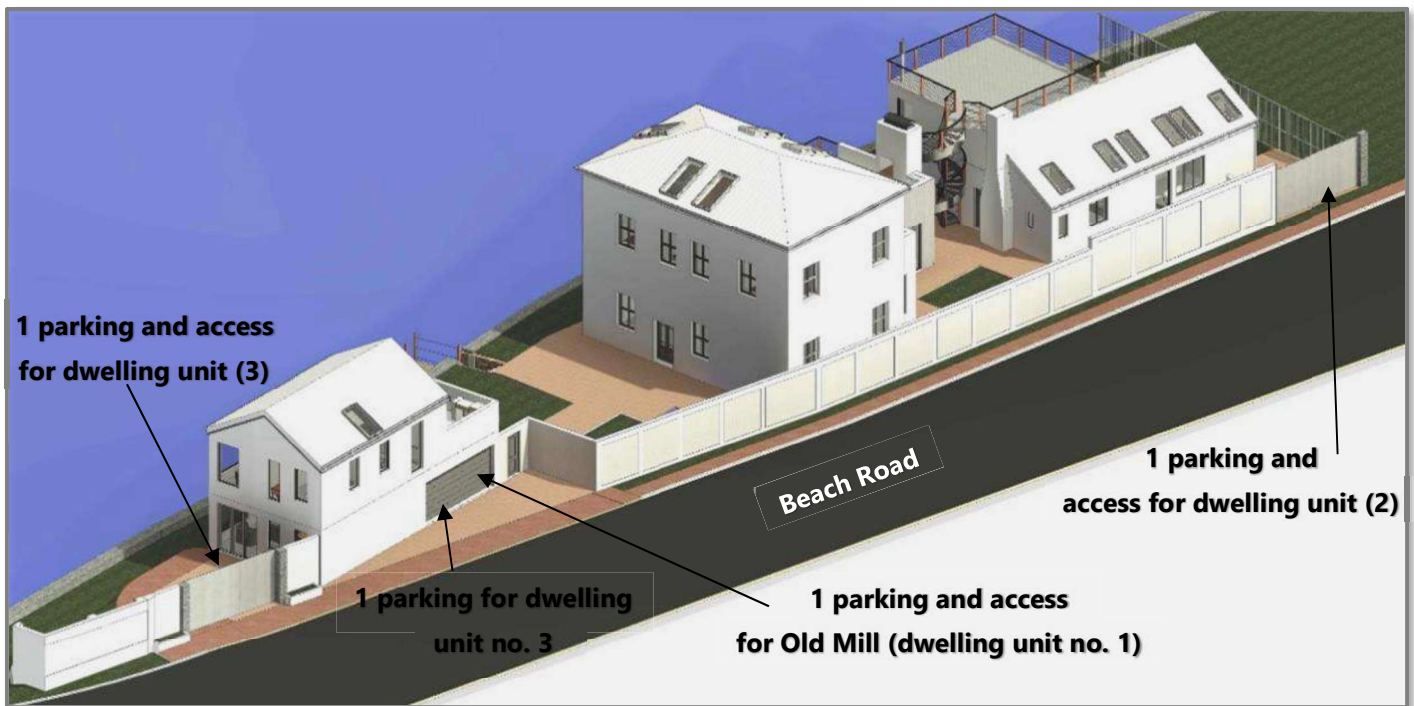 1 parking and access
for dwelling unit (3)
Beach Road
1 parking and
access for dwelling unit (2)
1 parking for dwelling
unit no. 3
1 parking and access
for Old Mill (dwelling unit no. 1)